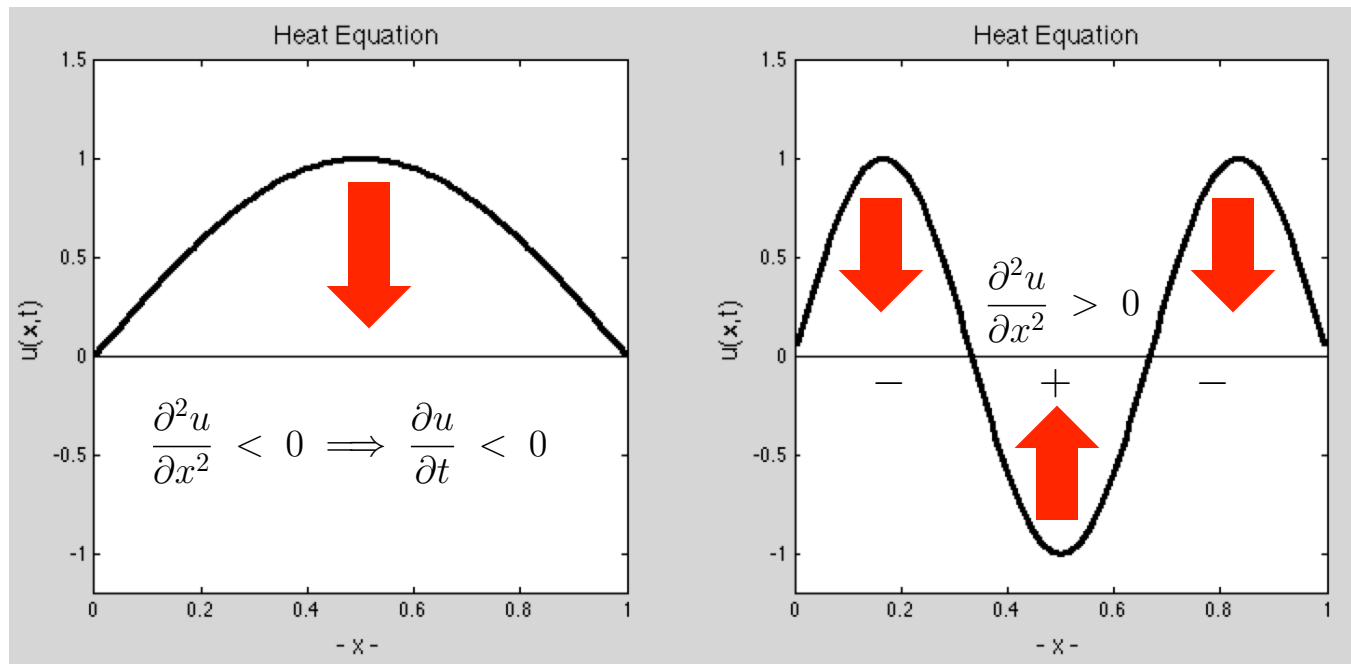 Heat Equation
1.5
1
0.5
0
-0.5
-1
u(x,t)
∂²u/∂x² < 0 ⟹ ∂u/∂t < 0
0 0.2 0.4 0.6 0.8 1
- x -
Heat Equation
1.5
1
0.5
0
-0.5
-1
u(x,t)
∂²u/∂x² > 0
− + −
0 0.2 0.4 0.6 0.8 1
- x -